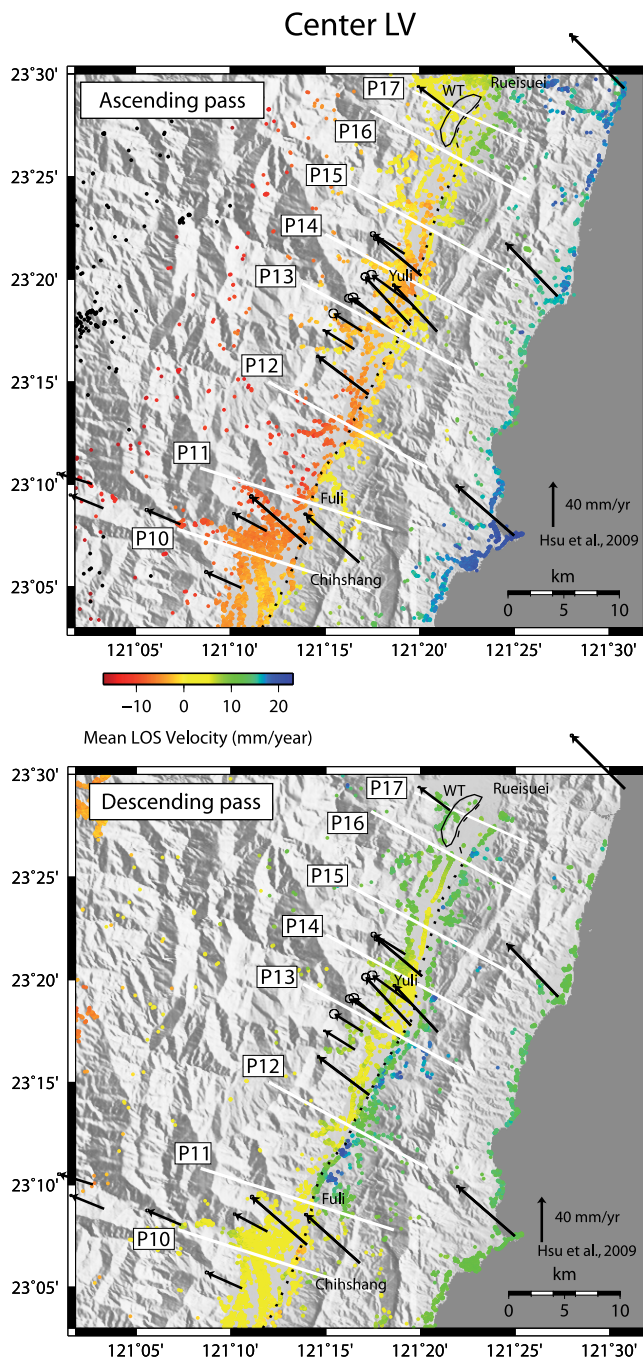 Center LV
Ascending pass
23°30'
23°25'
23°20'
23°15'
23°10'
23°05'
P17
WT
Rueisuei
P16
P15
P14
Yuli
P13
P12
P11
Fuli
P10
Chihshang
40 mm/yr
Hsu et al., 2009
km
0 4 10
121°05'
121°10'
121°15'
121°20'
121°25'
121°30'
−10 0 10 20
Mean LOS Velocity (mm/year)
Descending pass
23°30'
23°25'
23°20'
23°15'
23°10'
23°05'
P17
WT
Rueisuei
P16
P15
P14
Yuli
P13
P12
P11
Fuli
P10
Chihshang
40 mm/yr
Hsu et al., 2009
km
0 4 10
121°05'
121°10'
121°15'
121°20'
121°25'
121°30'